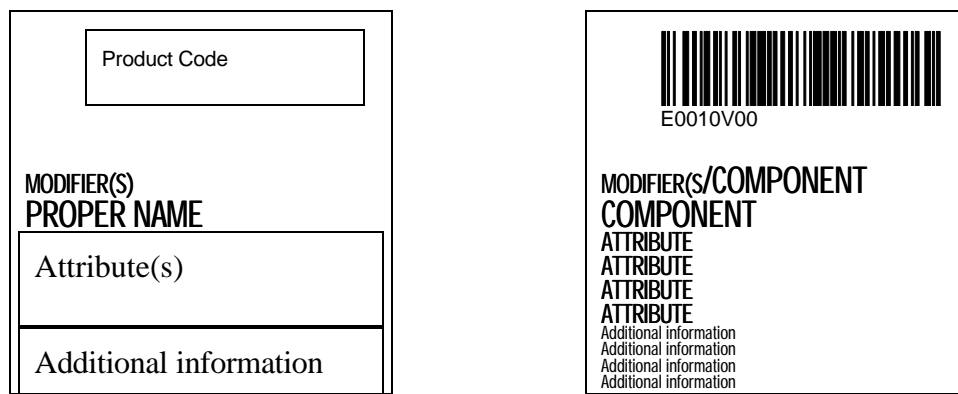 Product Code
MODIFIER(S)
PROPER NAME
Attribute(s)
Additional information
E0010V00
MODIFIER(S/COMPONENT
COMPONENT
ATTRIBUTE
ATTRIBUTE
ATTRIBUTE
ATTRIBUTE
Additional information
Additional information
Additional information
Additional information